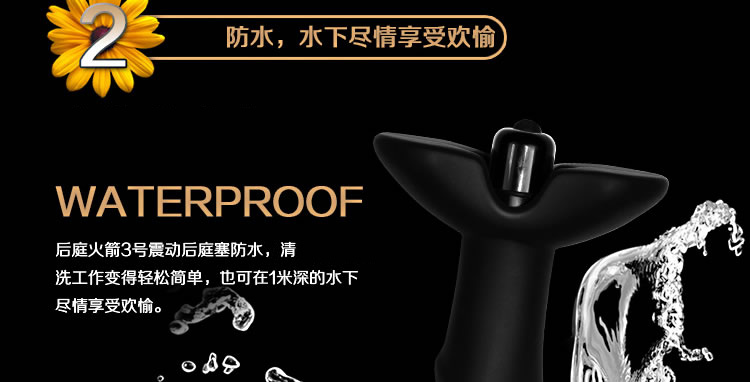 2
防水，水下尽情享受欢愉
WATERPROOF
后庭火箭3号震动后庭塞防水，清
洗工作变得轻松简单，也可在1米深的水下
尽情享受欢愉。